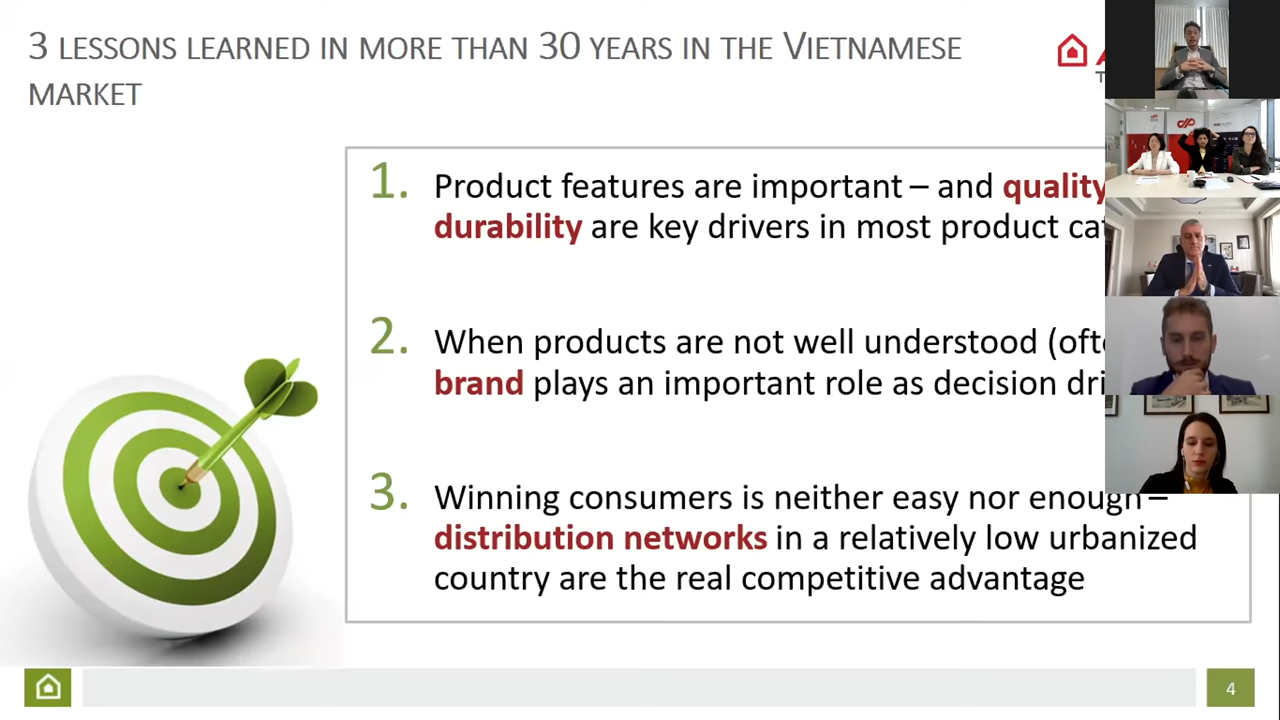 3 LESSONS LEARNED IN MORE THAN 30 YEARS IN THE VIETNAMESE
MARKET
1. Product features are important – and quality
durability are key drivers in most product
2. When products are not well understood
brand plays an important role as decision
3. Winning consumers is neither easy nor enough –
distribution networks in a relatively low urbanized
country are the real competitive advantage
4